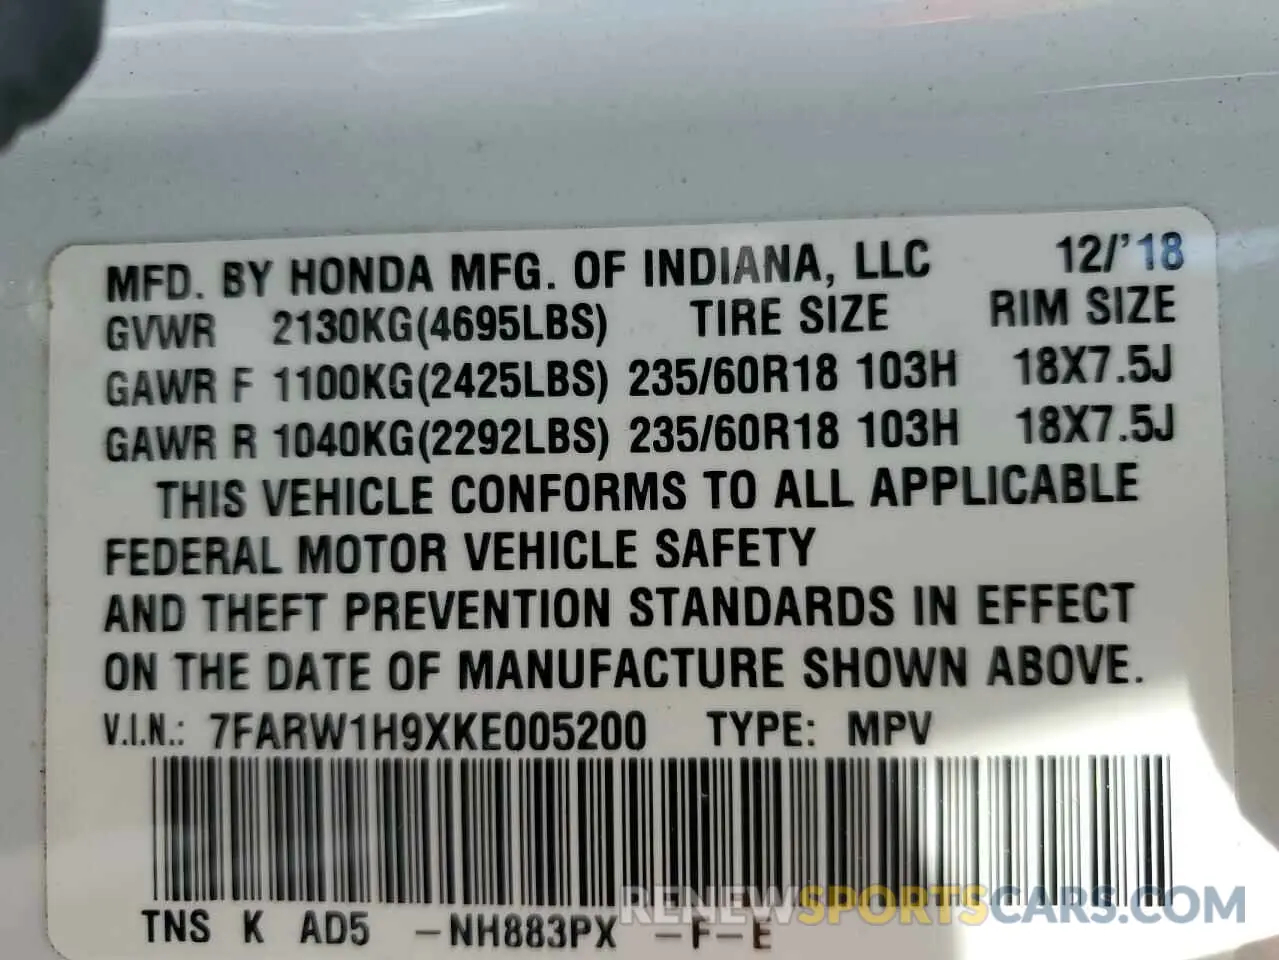 MFD. BY HONDA MFG. OF INDIANA, LLC 12/'18
GVWR 2130KG(4695LBS) TIRE SIZE RIM SIZE
GAWR F 1100KG(2425LBS) 235/60R18 103H 18X7.5J
GAWR R 1040KG(2292LBS) 235/60R18 103H 18X7.5J
THIS VEHICLE CONFORMS TO ALL APPLICABLE
FEDERAL MOTOR VEHICLE SAFETY
AND THEFT PREVENTION STANDARDS IN EFFECT
ON THE DATE OF MANUFACTURE SHOWN ABOVE.
V.I.N.: 7FARW1H9XKE005200 TYPE: MPV
TNS K AD5 -NH883PX -F-E
RENEWSPORTSCARS.COM